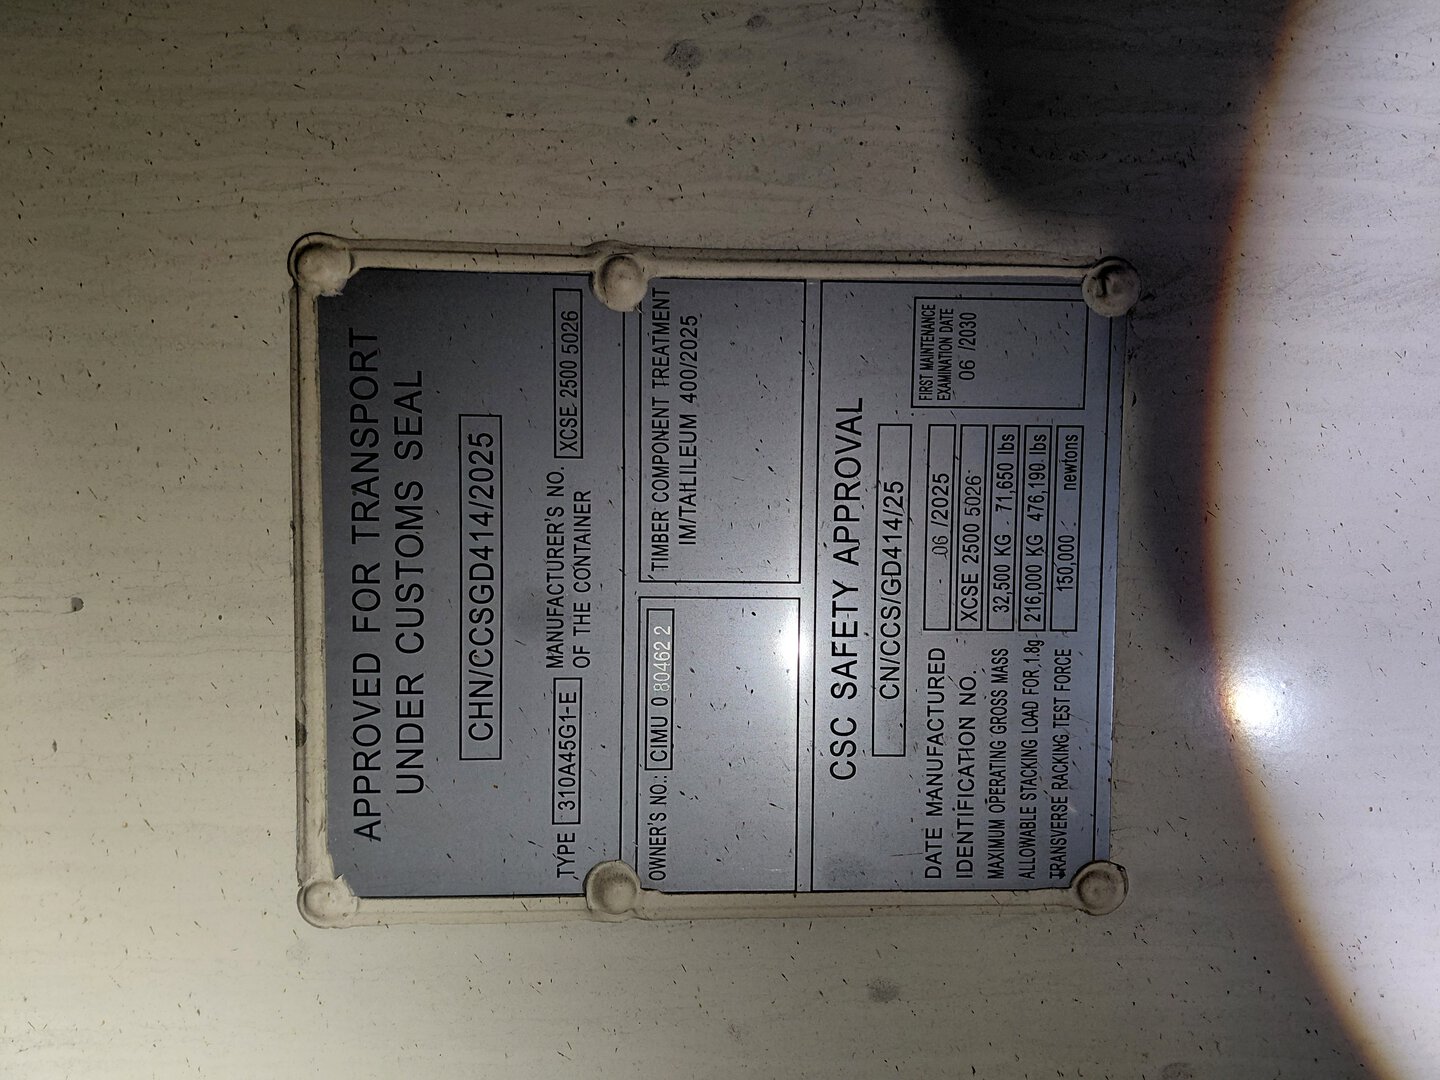 APPROVED FOR TRANSPORT
UNDER CUSTOMS SEAL
CHN/CCSGD414/2025
TYPE 310A45G1-E MANUFACTURER'S NO. OF THE CONTAINER XCSE 2500 5026
OWNER'S NO.: CIMU 0 80462 2
TIMBER COMPONENT TREATMENT
IM/TAHLILEUM 400/2025
CSC SAFETY APPROVAL
CN/CCS/GD414/25
DATE MANUFACTURED 06 /2025
IDENTIFICATION NO. XCSE 2500 5026
MAXIMUM OPERATING GROSS MASS 32,500 KG 71,650 lbs
ALLOWABLE STACKING LOAD FOR 1.8g 216,000 KG 476,190 lbs
TRANSVERSE RACKING TEST FORCE 150,000 newtons
FIRST MAINTENANCE
EXAMINATION DATE
06 /2030